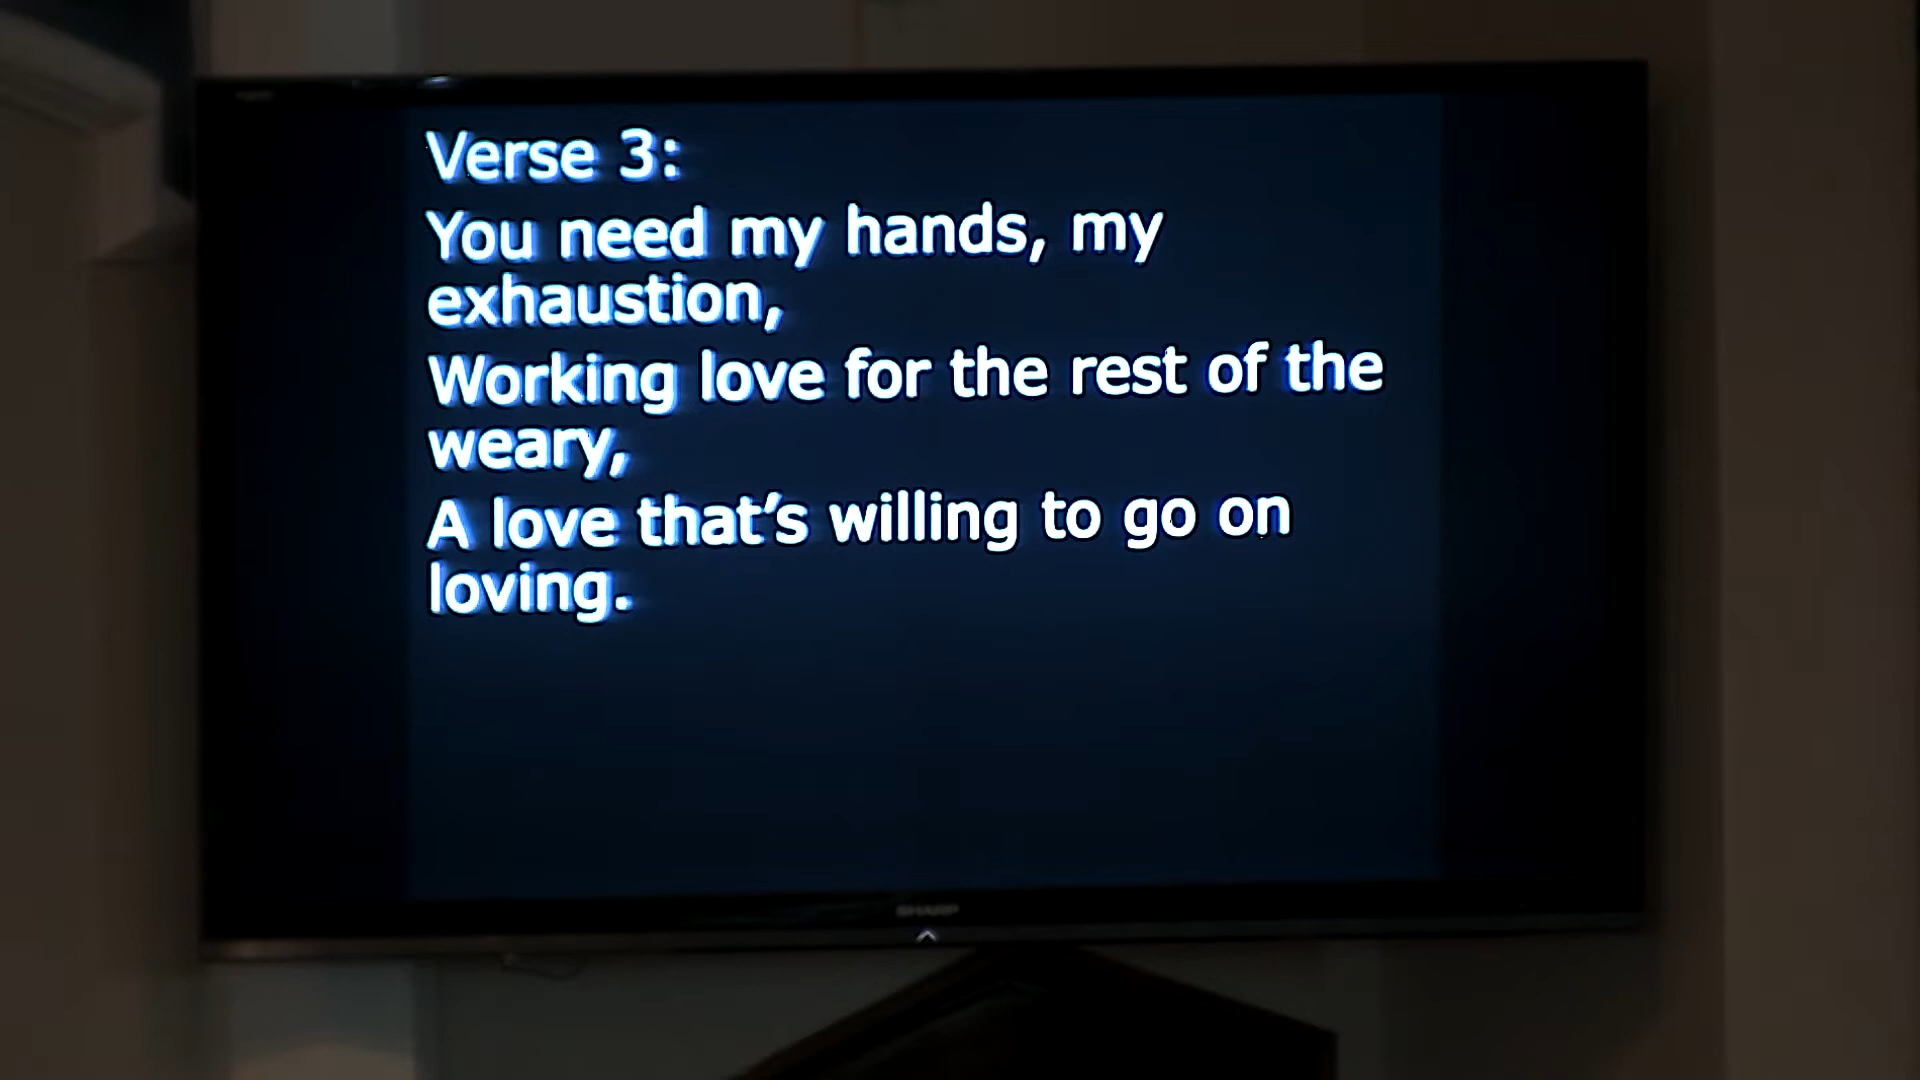 Verse 3:
You need my hands, my
exhaustion,
Working love for the rest of the
weary,
A love that's willing to go on
loving.
SHARP